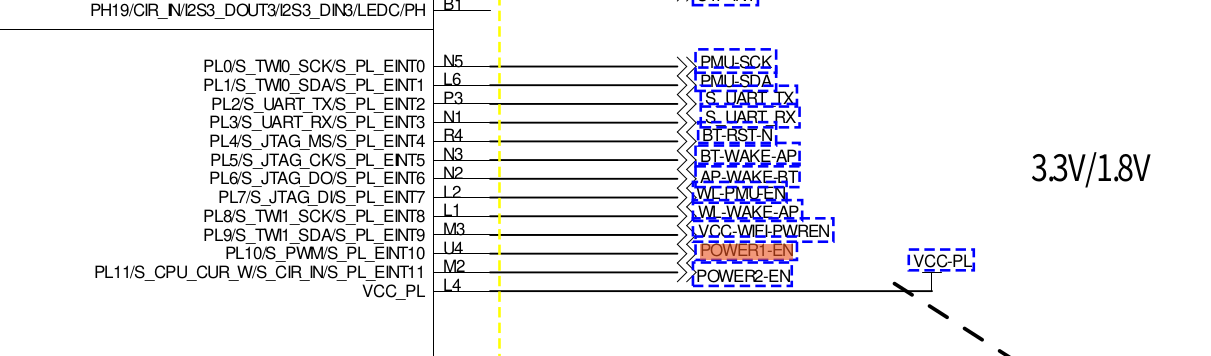 PH19/CIR_IN/I2S3_DOUT3/I2S3_DIN3/LEDC/PH B1
PL0/S_TWI0_SCK/S_PL_EINT0 N5 PMU-SCK
PL1/S_TWI0_SDA/S_PL_EINT1 L6 PMU-SDA
PL2/S_UART_TX/S_PL_EINT2 P3 S_UART_TX
PL3/S_UART_RX/S_PL_EINT3 N1 S_UART_RX
PL4/S_JTAG_MS/S_PL_EINT4 R4 BT-RST-N
PL5/S_JTAG_CK/S_PL_EINT5 N3 BT-WAKE-AP
PL6/S_JTAG_DO/S_PL_EINT6 N2 AP-WAKE-BT
PL7/S_JTAG_DI/S_PL_EINT7 L2 WL-PMU-EN
PL8/S_TWI1_SCK/S_PL_EINT8 L1 WL-WAKE-AP
PL9/S_TWI1_SDA/S_PL_EINT9 M3 VCC-WIFI-PWREN
PL10/S_PWM/S_PL_EINT10 U4 POWER1-EN
PL11/S_CPU_CUR_W/S_CIR_IN/S_PL_EINT11 M2 POWER2-EN
VCC_PL L4
VCC-PL
3.3V/1.8V